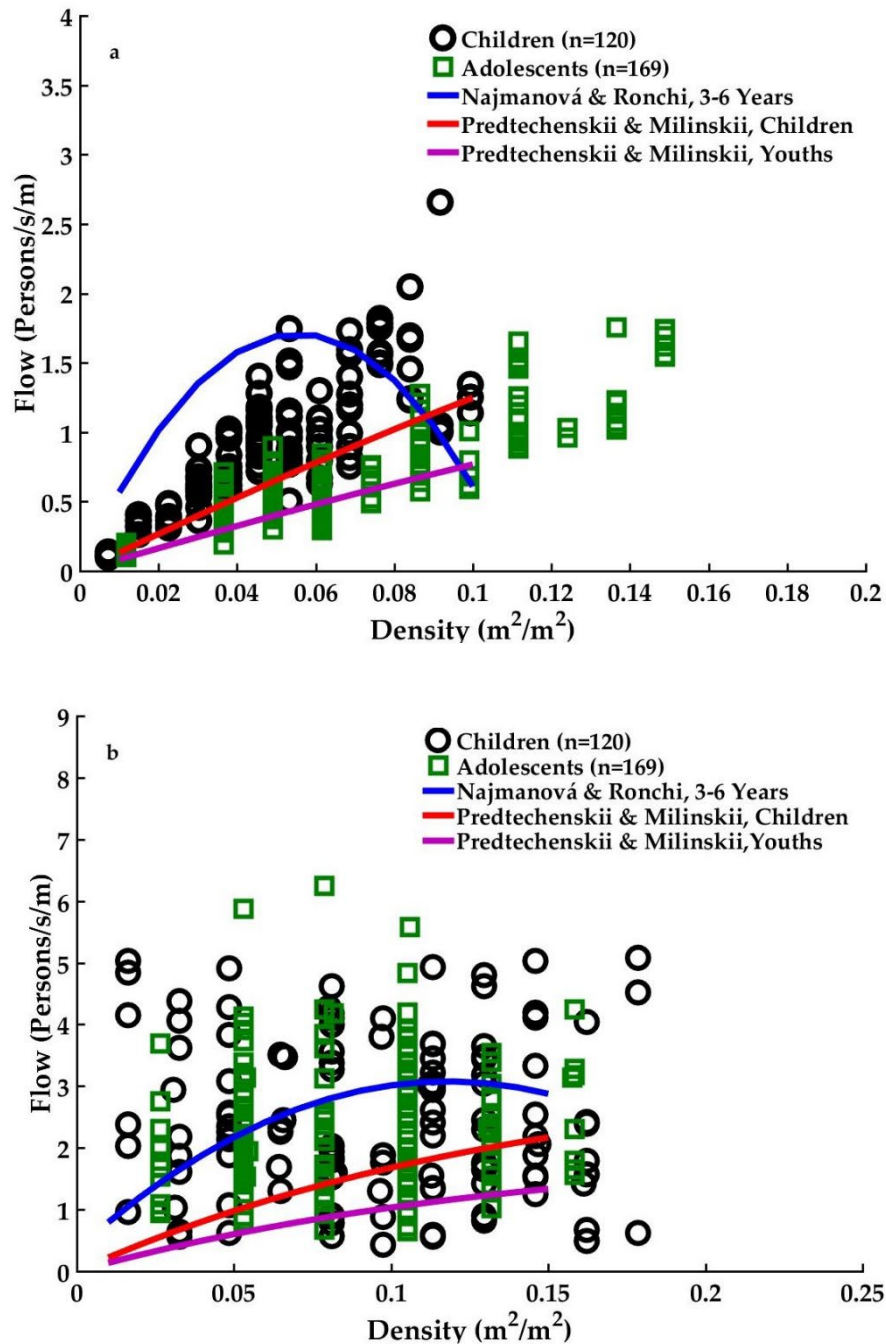 a
Children (n=120)
Adolescents (n=169)
Najmanová & Ronchi, 3-6 Years
Predtechenskii & Milinskii, Children
Predtechenskii & Milinskii, Youths
Flow (Persons/s/m)
4
3.5
3
2.5
2
1.5
1
0.5
0
0 0.02 0.04 0.06 0.08 0.1 0.12 0.14 0.16 0.18 0.2
Density (m²/m²)
b
Children (n=120)
Adolescents (n=169)
Najmanová & Ronchi, 3-6 Years
Predtechenskii & Milinskii, Children
Predtechenskii & Milinskii,Youths
Flow (Persons/s/m)
9
8
7
6
5
4
3
2
1
0
0 0.05 0.1 0.15 0.2 0.25
Density (m²/m²)